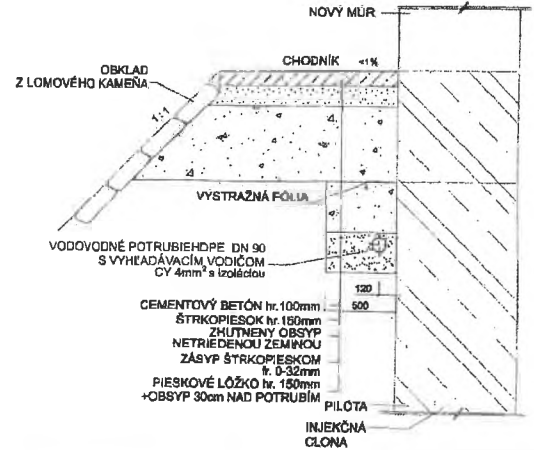 NOVÝ MÚR
CHODNÍK <1%
OBKLAD
Z LOMOVÉHO KAMEŇA
1:1
VÝSTRAŽNÁ FÓLIA
VODOVODNÉ POTRUBIEHDPE DN 90
S VYHĽADÁVACÍM VODIČOM
CY 4mm² s izoláciou
120
500
CEMENTOVÝ BETÓN hr.100mm
ŠTRKOPIESOK hr.150mm
ZHUTNENÝ OBSYP
NETRIEDENOU ZEMINOU
ZÁSYP ŠTRKOPIESKOM
fr. 0-32mm
PIESKOVÉ LÔŽKO hr. 150mm
+OBSYP 30cm NAD POTRUBÍM
PILÓTA
INJEKČNÁ
CLONA